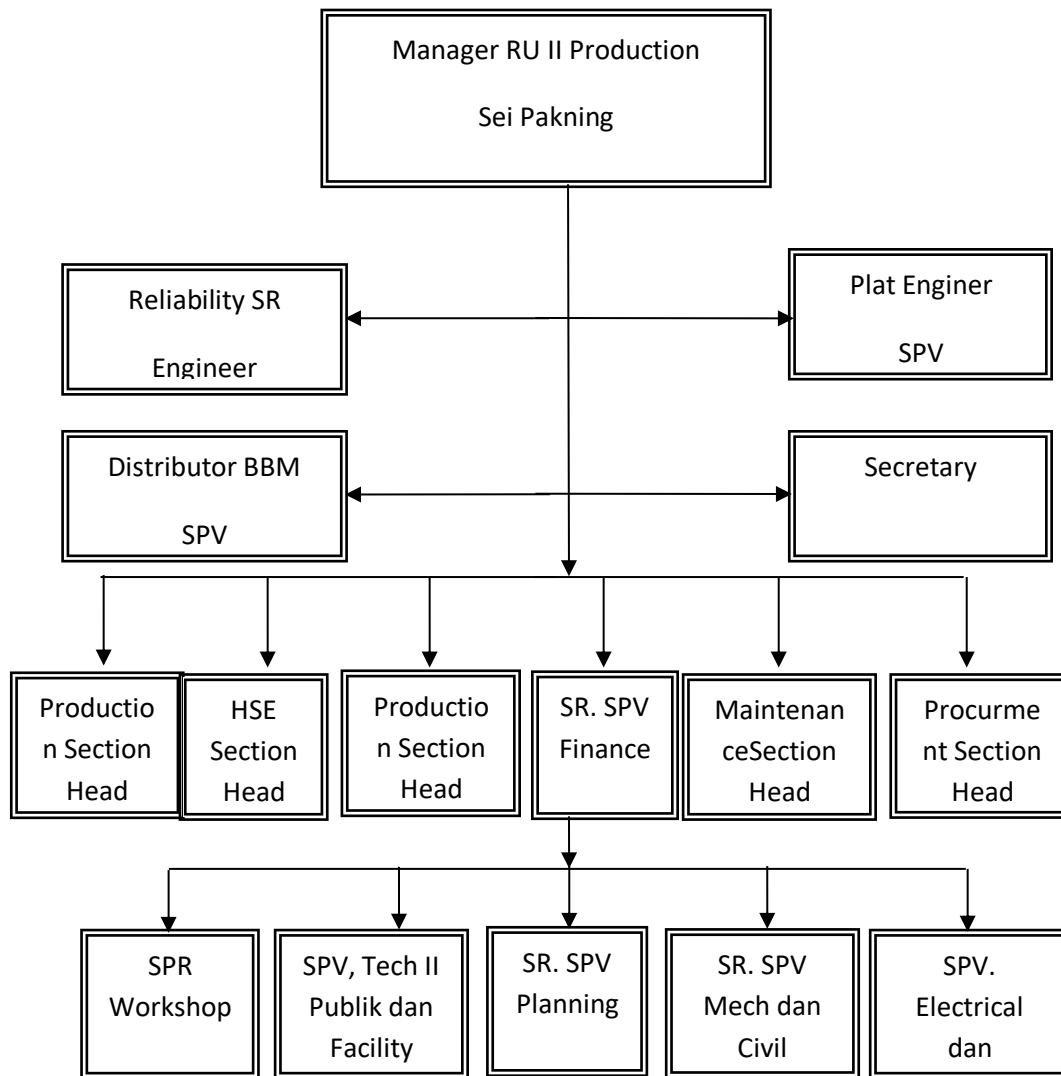 Manager RU II Production
Sei Pakning
Reliability SR
Engineer
Plat Enginer
SPV
Distributor BBM
SPV
Secretary
Productio
n Section
Head
HSE
Section
Head
Productio
n Section
Head
SR. SPV
Finance
Maintenan
ceSection
Head
Procurme
nt Section
Head
SPR
Workshop
SPV, Tech II
Publik dan
Facility
SR. SPV
Planning
SR. SPV
Mech dan
Civil
SPV.
Electrical
dan